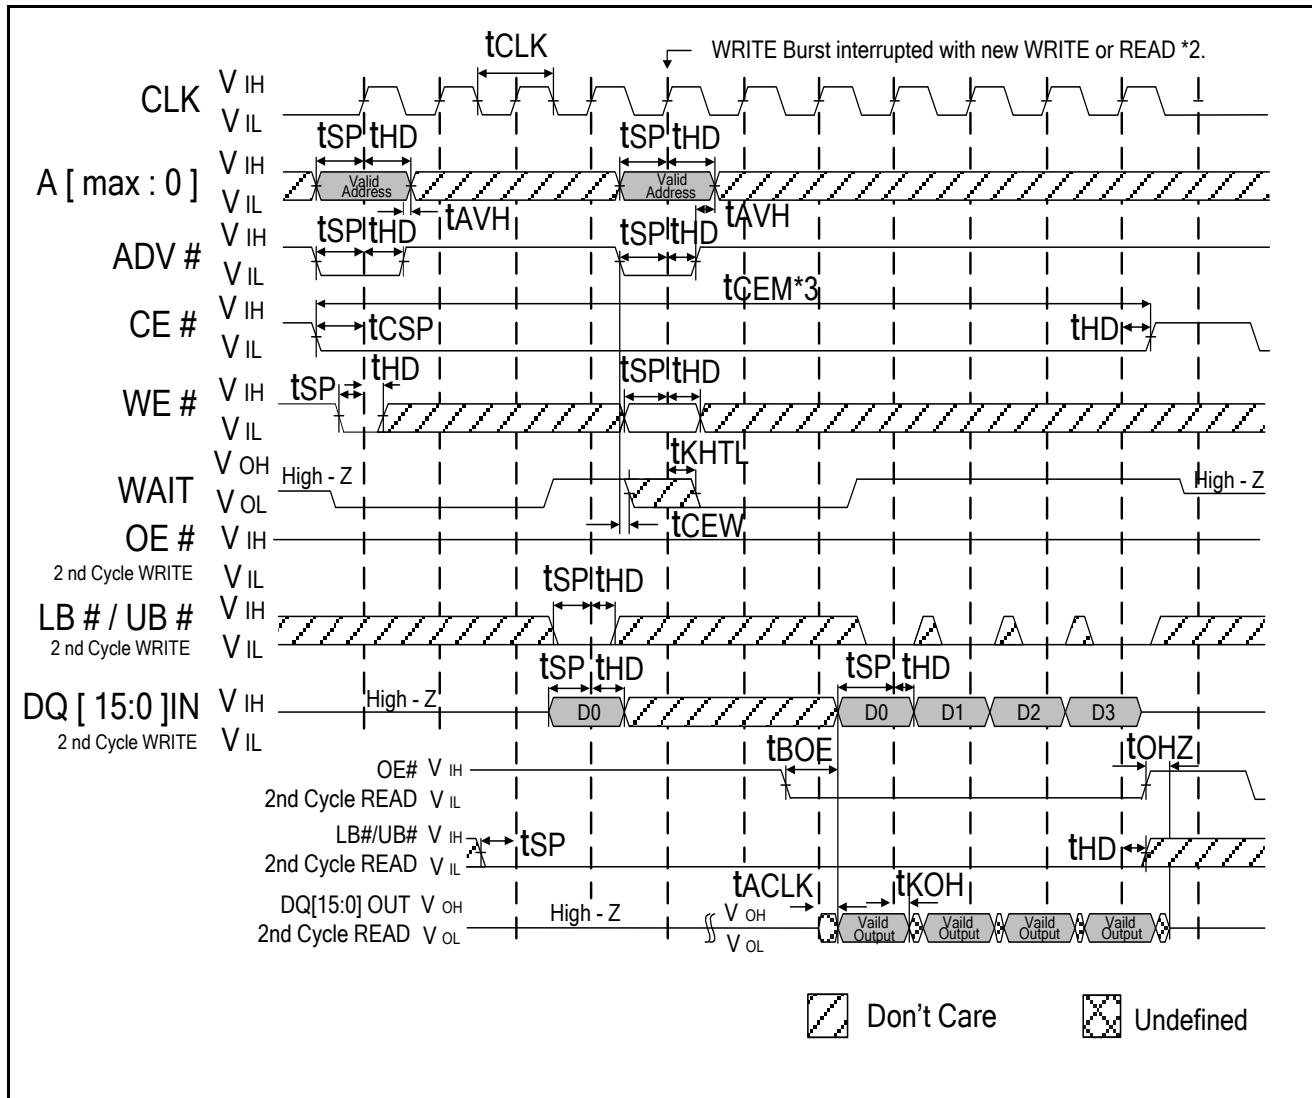 tCLK
WRITE Burst interrupted with new WRITE or READ *2.
CLK
V IH
V IL
tSP tHD
tSP tHD
A [ max : 0 ]
V IH
V IL
Valid
Address
Valid
Address
tAVH
tAVH
ADV #
V IH
V IL
tSP tHD
tSP tHD
CE #
V IH
V IL
tCEM*3
tCSP
tHD
WE #
V IH
V IL
tSP
tHD
tSP tHD
WAIT
V OH
V OL
High - Z
tKHTL
High - Z
tCEW
OE #
2 nd Cycle WRITE
V IH
V IL
LB # / UB #
2 nd Cycle WRITE
V IH
V IL
tSP tHD
DQ [ 15:0 ]IN
2 nd Cycle WRITE
V IH
V IL
High - Z
tSP tHD
D0
tSP tHD
D0
D1
D2
D3
OE#
2nd Cycle READ
V IH
V IL
tBOE
tOHZ
LB#/UB#
2nd Cycle READ
V IH
V IL
tSP
tHD
DQ[15:0] OUT
2nd Cycle READ
V OH
V OL
High - Z
V OH
V OL
tACLK
tKOH
Vaild
Output
Vaild
Output
Vaild
Output
Vaild
Output
Don't Care
Undefined